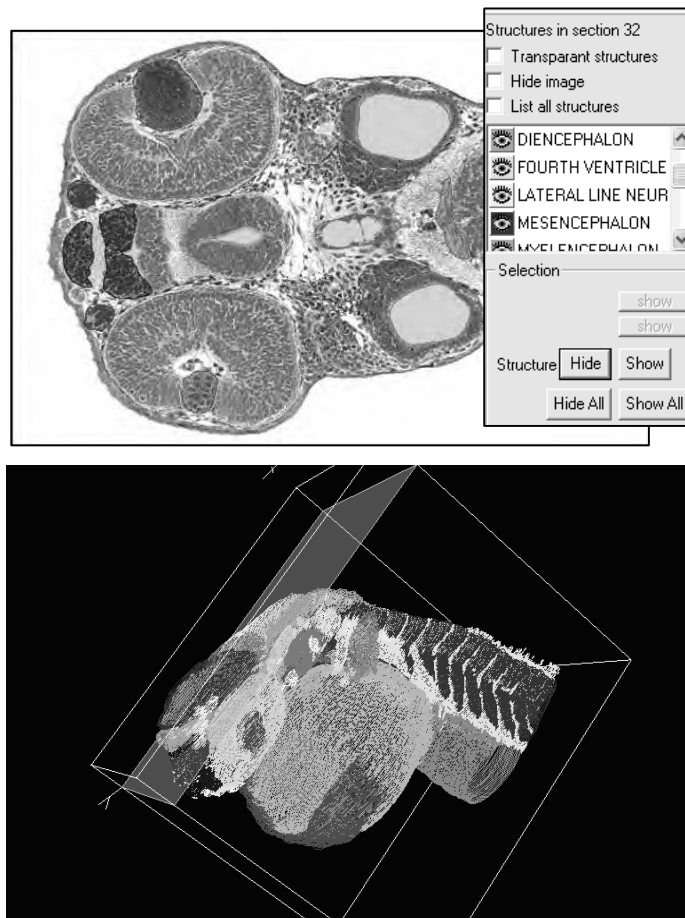 Structures in section 32
Transparant structures
Hide image
List all structures
DIENCEPHALON
FOURTH VENTRICLE
LATERAL LINE NEUR
MESENCEPHALON
MYELENCEPHALON
Selection
show
show
Structure Hide Show
Hide All Show All